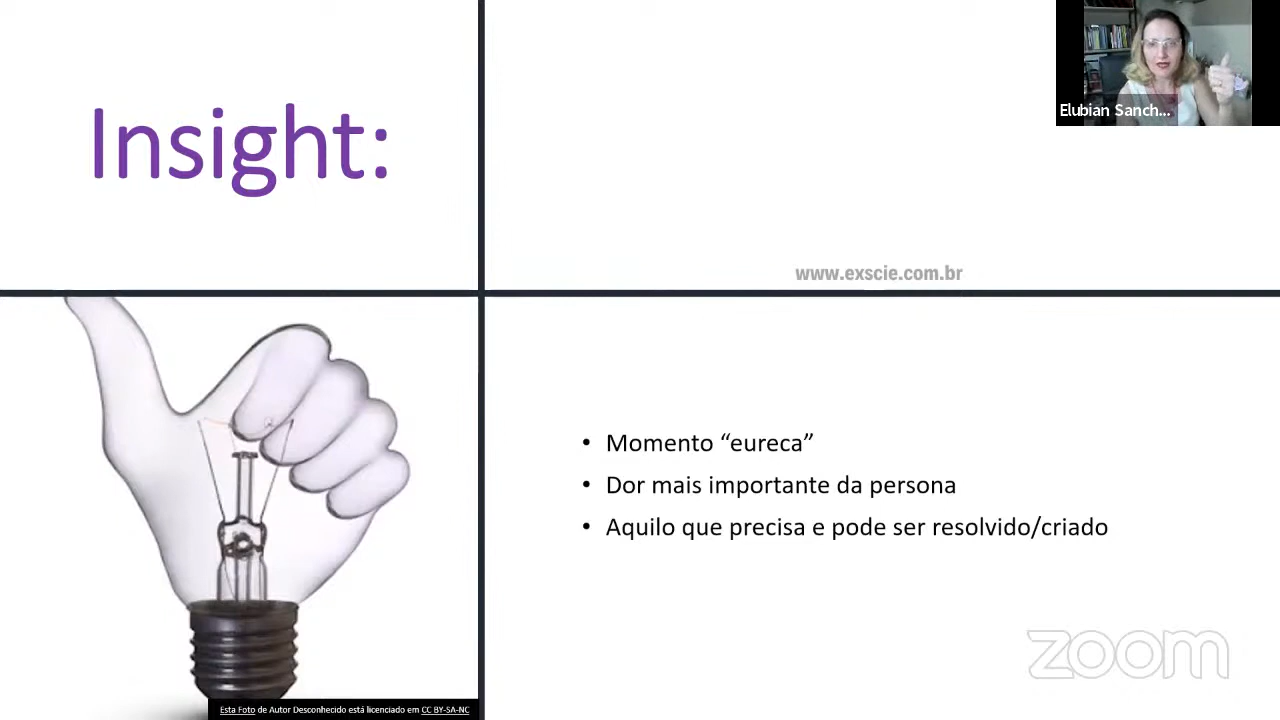 Insight:
Elubian Sanch...
www.exscie.com.br
• Momento “eureca”
• Dor mais importante da persona
• Aquilo que precisa e pode ser resolvido/criado
zoom
Esta Foto de Autor Desconhecido está licenciado em CC BY-SA-NC